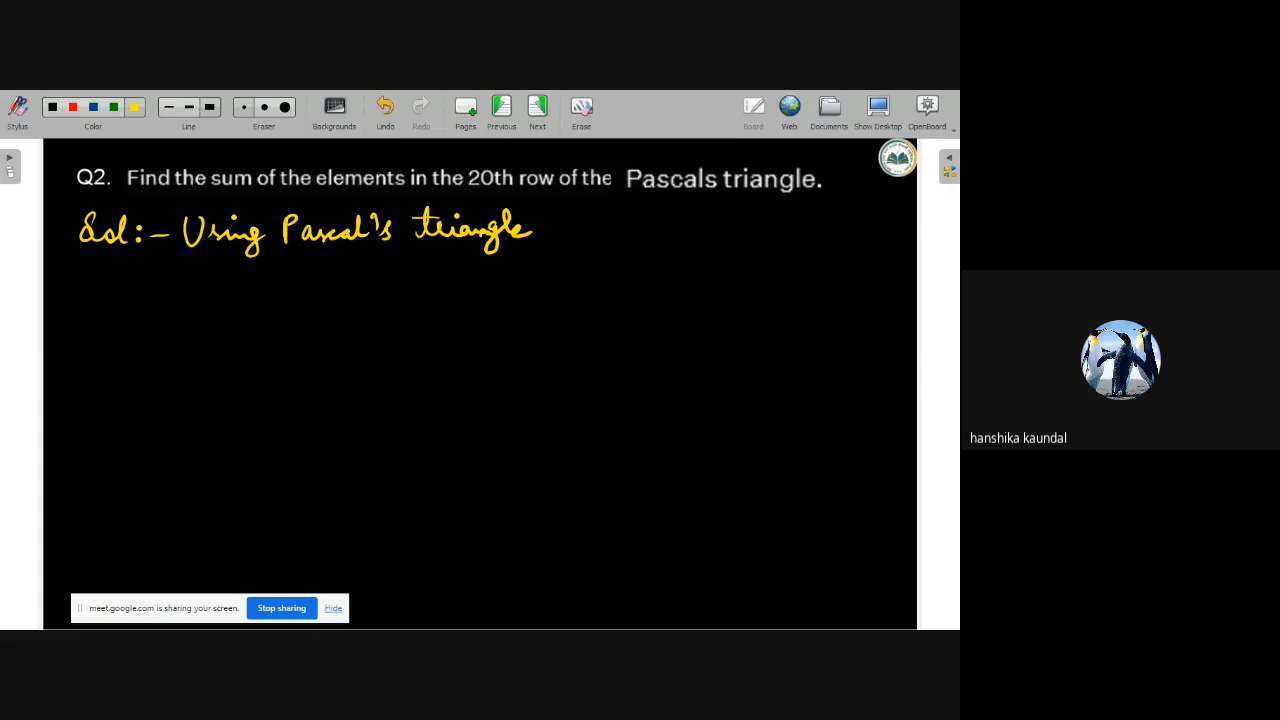 Stylus Color Line Eraser Backgrounds Undo Redo Pages Previous Next Erase Board Web Documents Show Desktop OpenBoard
Q2. Find the sum of the elements in the 20th row of the Pascals triangle.
Sol:- Using Pascal's triangle
hanshika kaundal
meet.google.com is sharing your screen. Stop sharing Hide